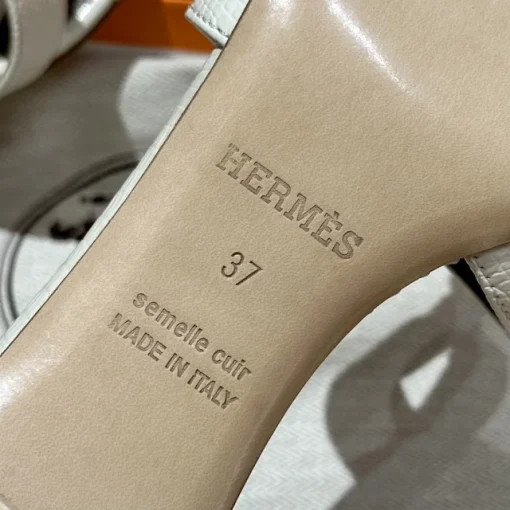 HERMÈS
37
semelle cuir
MADE IN ITALY